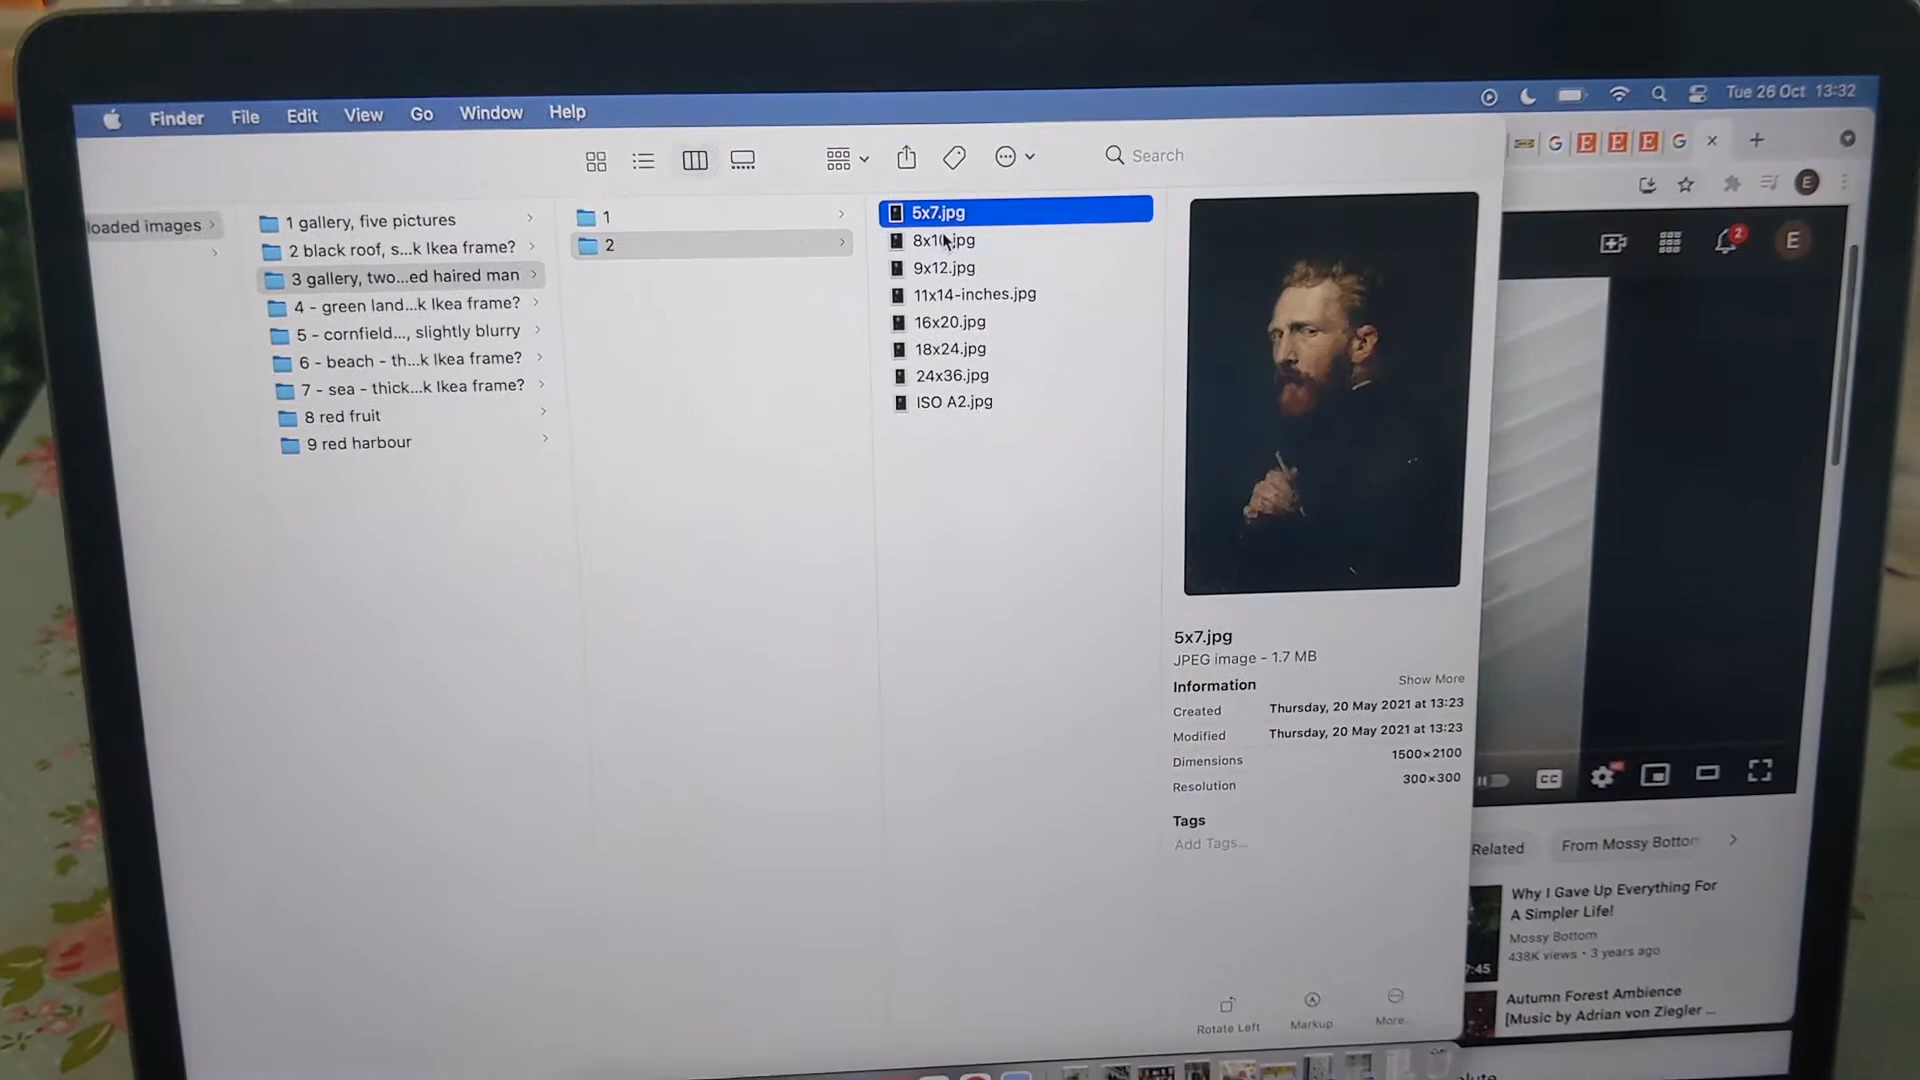 Finder File Edit View Go Window Help
Tue 26 Oct 13:32
Search
loaded images
1 gallery, five pictures
2 black roof, s...k Ikea frame?
3 gallery, two...ed haired man
4 - green land...k Ikea frame?
5 - cornfield..., slightly blurry
6 - beach - th...k Ikea frame?
7 - sea - thick...k Ikea frame?
8 red fruit
9 red harbour
1
2
5x7.jpg
8x10.jpg
9x12.jpg
11x14-inches.jpg
16x20.jpg
18x24.jpg
24x36.jpg
ISO A2.jpg
5x7.jpg
JPEG image - 1.7 MB
Information Show More
Created Thursday, 20 May 2021 at 13:23
Modified Thursday, 20 May 2021 at 13:23
Dimensions 1500×2100
Resolution 300×300
Tags
Add Tags...
Rotate Left Markup More...
G E E E G
E
2 E
CC HD
Related From Mossy Bottom
Why I Gave Up Everything For
A Simpler Life!
Mossy Bottom
438K views • 3 years ago
7:45
Autumn Forest Ambience
[Music by Adrian von Ziegler ...